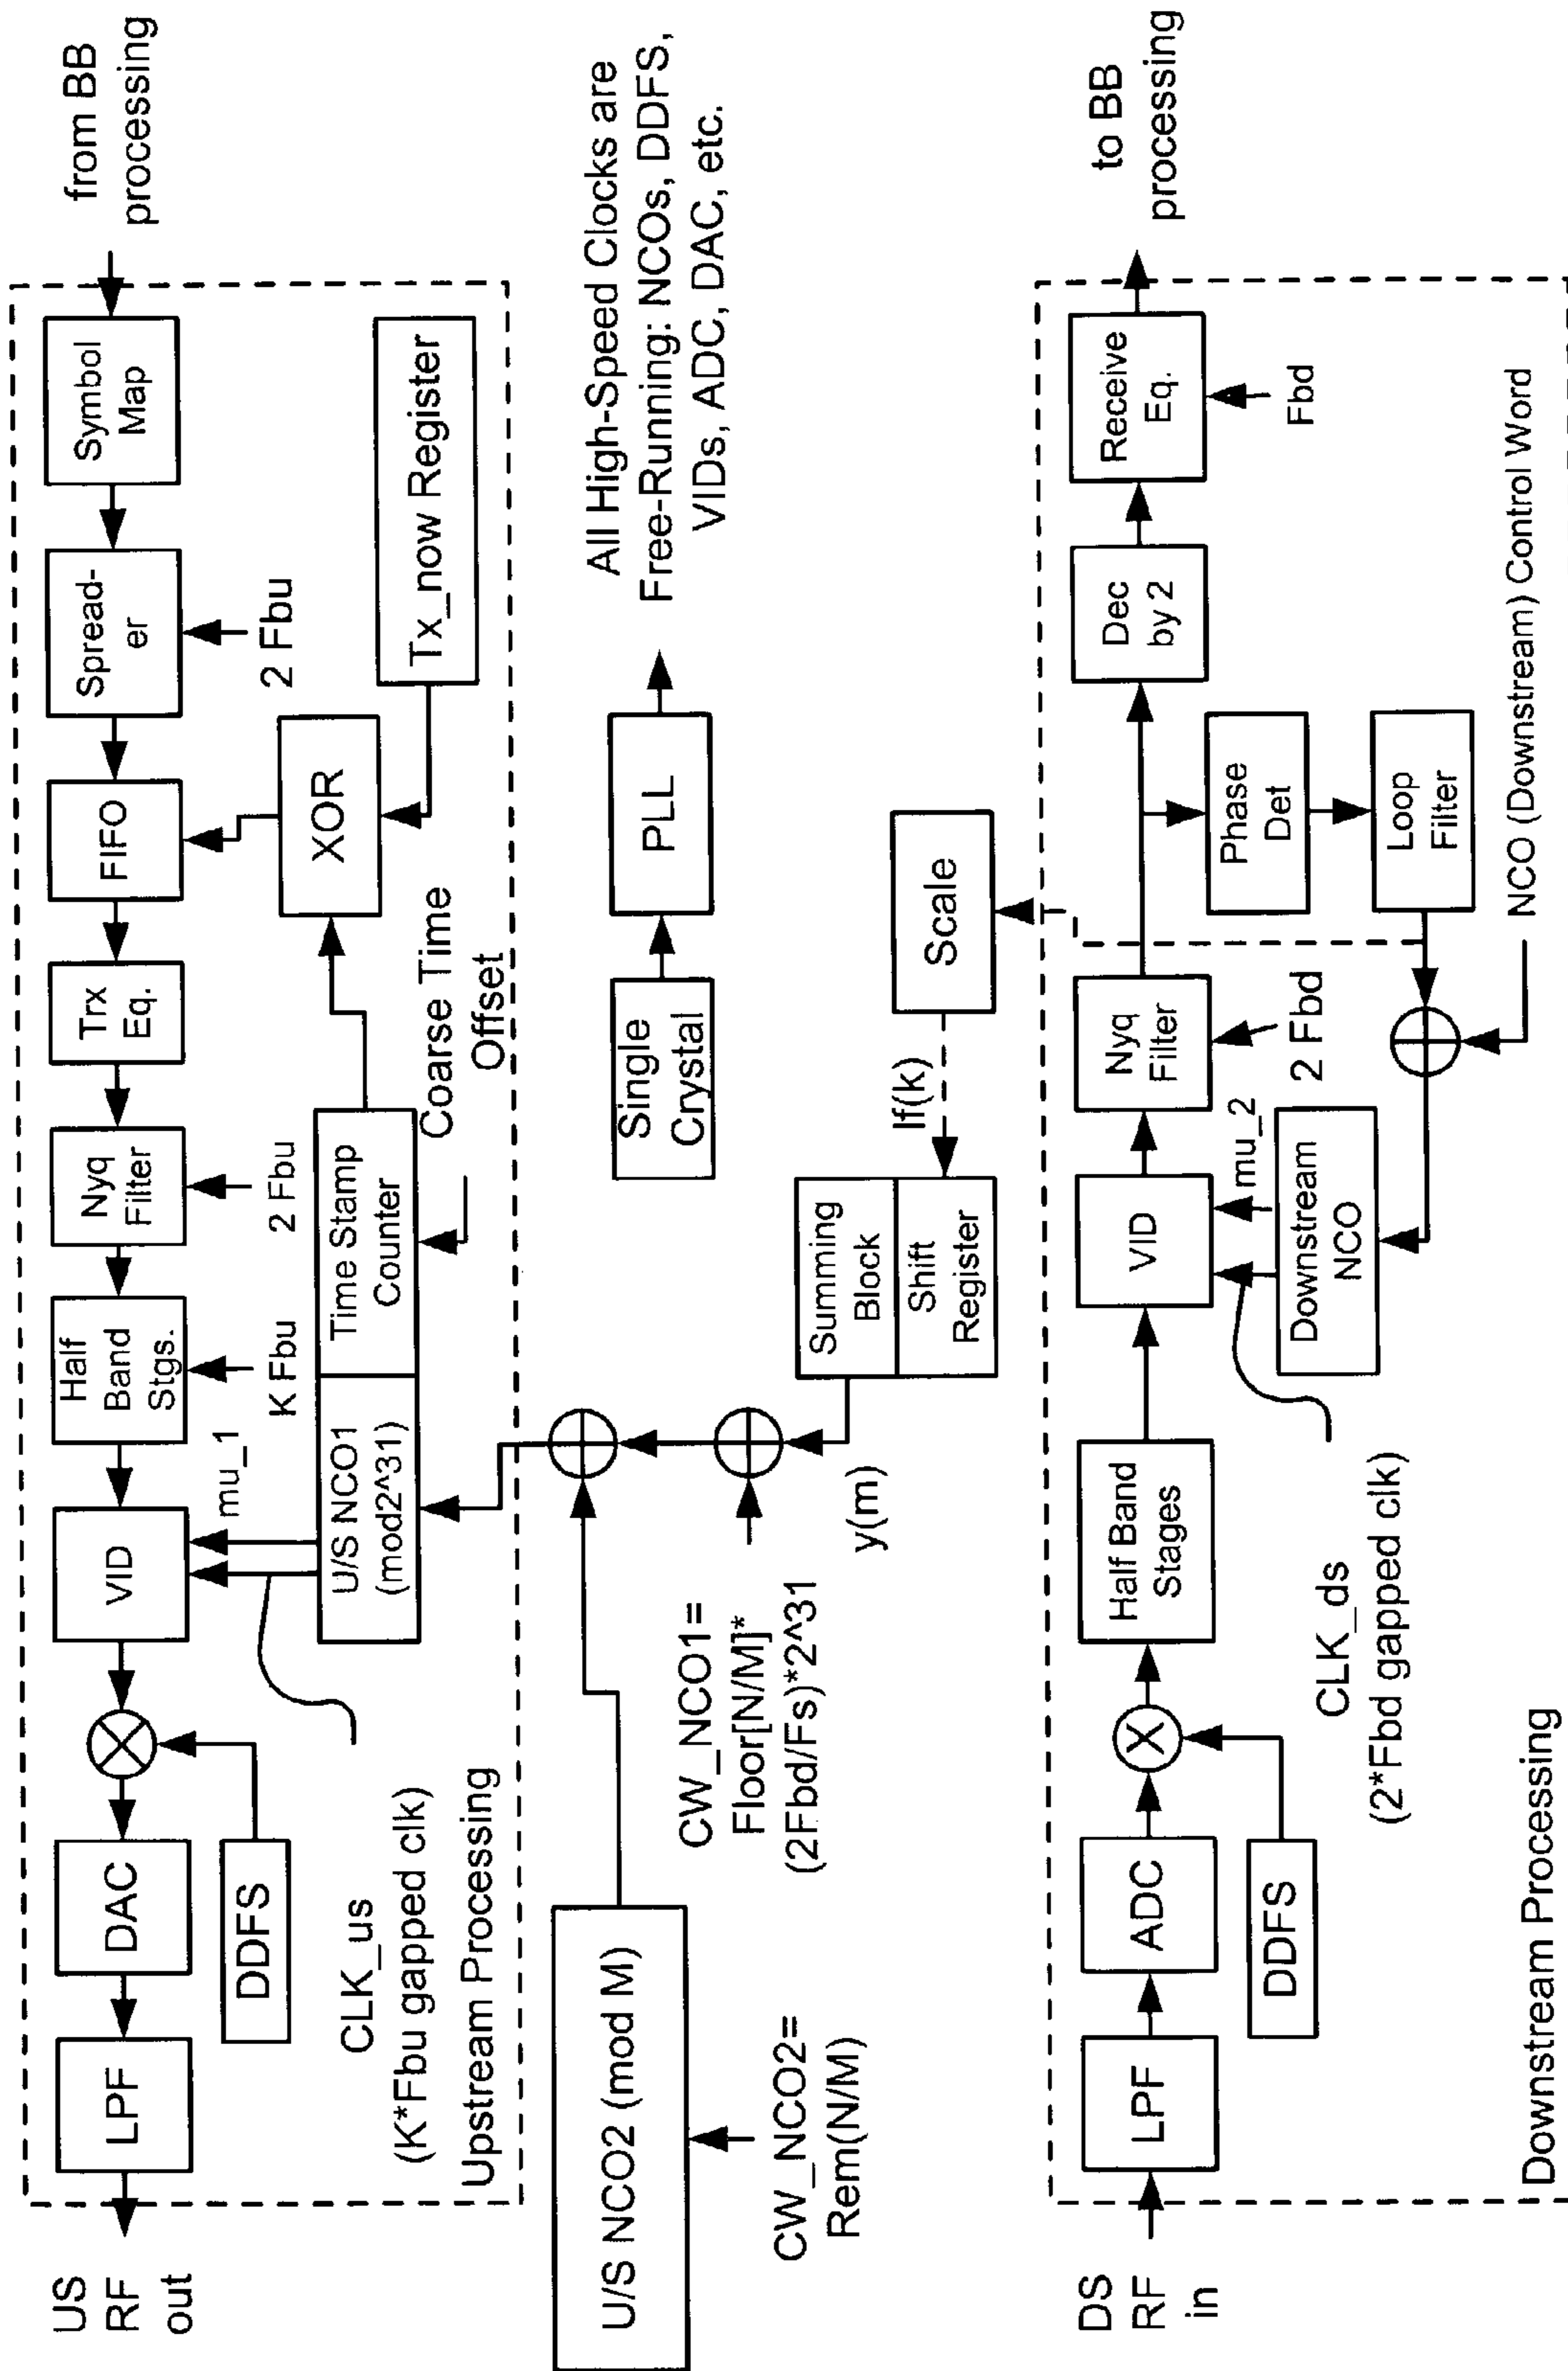 US
RF
out
LPF
DAC
DDFS
VID
mu_1
Half
Band
Stgs.
K Fbu
Nyq
Filter
2 Fbu
Trx
Eq.
FIFO
Spread-
er
2 Fbu
Symbol
Map
from BB
processing
U/S NCO1
(mod2^31)
Time Stamp
Counter
XOR
Tx_now Register
Coarse Time
Offset
CLK_us
(K*Fbu gapped clk)
Upstream Processing
U/S NCO2 (mod M)
CW_NCO2=
Rem(N/M)
CW_NCO1=
Floor[N/M]*
(2Fbd/Fs)*2^31
y(m)
Summing
Block
Shift
Register
lf(k)
Scale
Single
Crystal
PLL
All High-Speed Clocks are
Free-Running: NCOs, DDFS,
VIDs, ADC, DAC, etc.
DS
RF
in
LPF
ADC
DDFS
X
Half Band
Stages
VID
mu_2
Downstream
NCO
CLK_ds
(2*Fbd gapped clk)
Nyq
Filter
2 Fbd
Phase
Det
Loop
Filter
Dec
by 2
Receive
Eq.
Fbd
to BB
processing
NCO (Downstream) Control Word
Downstream Processing